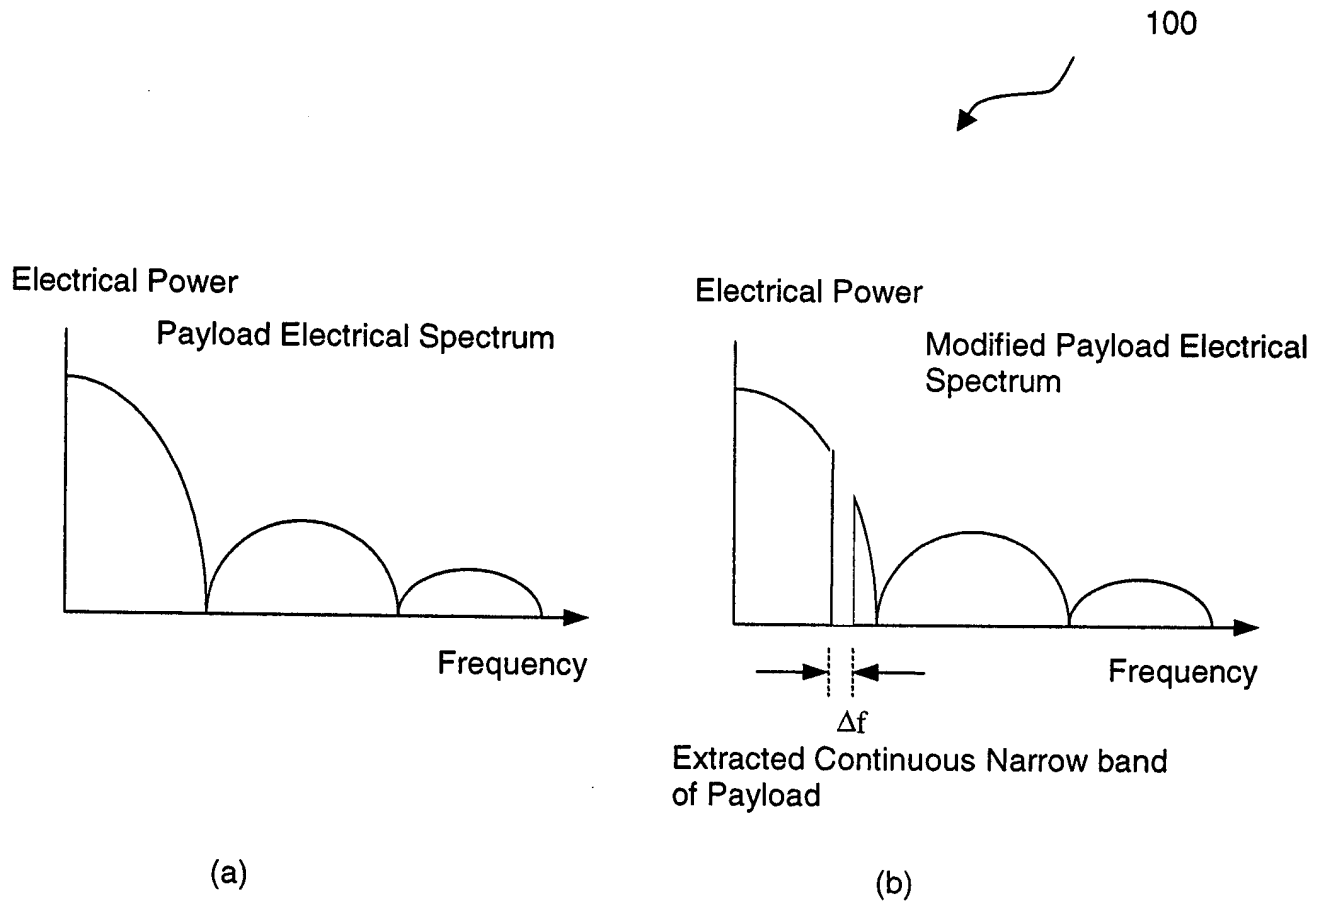 100
Electrical Power
Payload Electrical Spectrum
Frequency
(a)
Electrical Power
Modified Payload Electrical
Spectrum
Frequency
Δf
Extracted Continuous Narrow band
of Payload
(b)